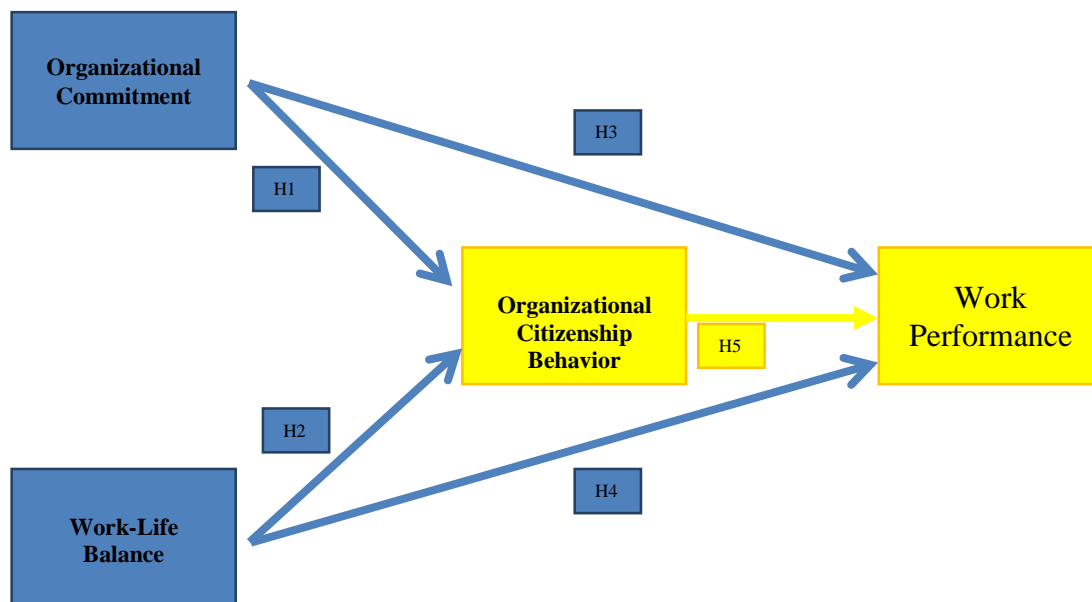 Organizational
Commitment
H3
H1
Organizational
Citizenship
Behavior
Work
Performance
H5
H2
H4
Work-Life
Balance